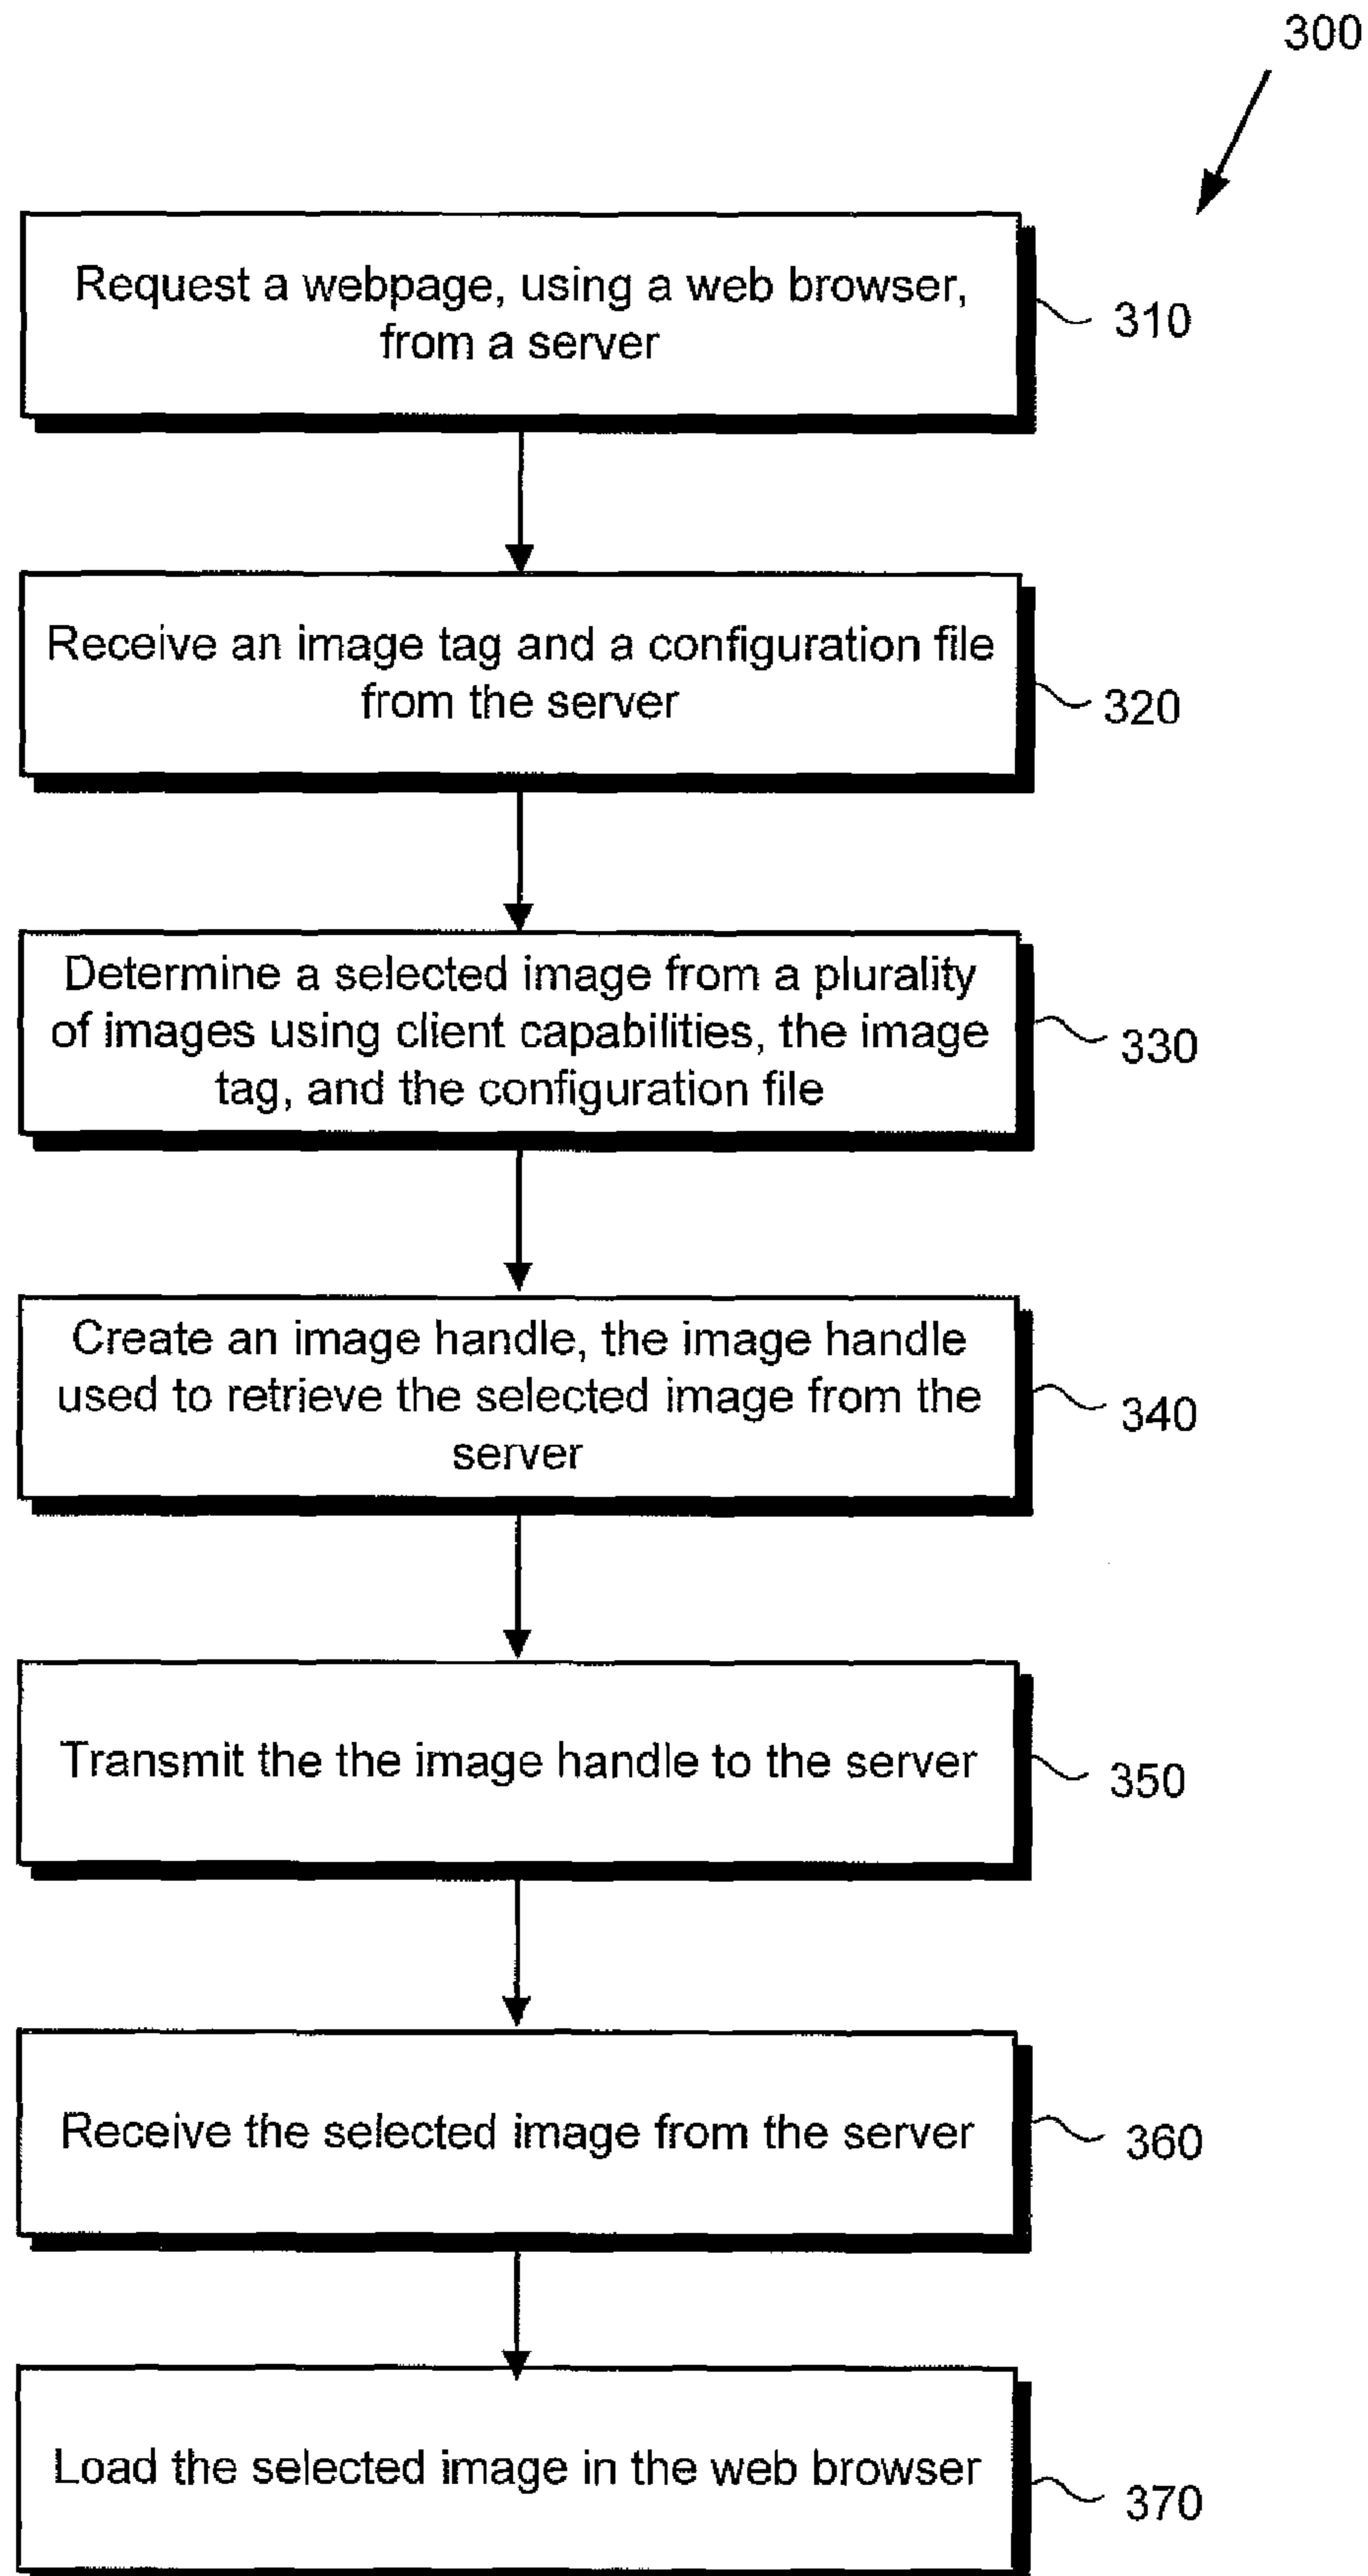 300
Request a webpage, using a web browser,
from a server
310
Receive an image tag and a configuration file
from the server
320
Determine a selected image from a plurality
of images using client capabilities, the image
tag, and the configuration file
330
Create an image handle, the image handle
used to retrieve the selected image from the
server
340
Transmit the the image handle to the server
350
Receive the selected image from the server
360
Load the selected image in the web browser
370